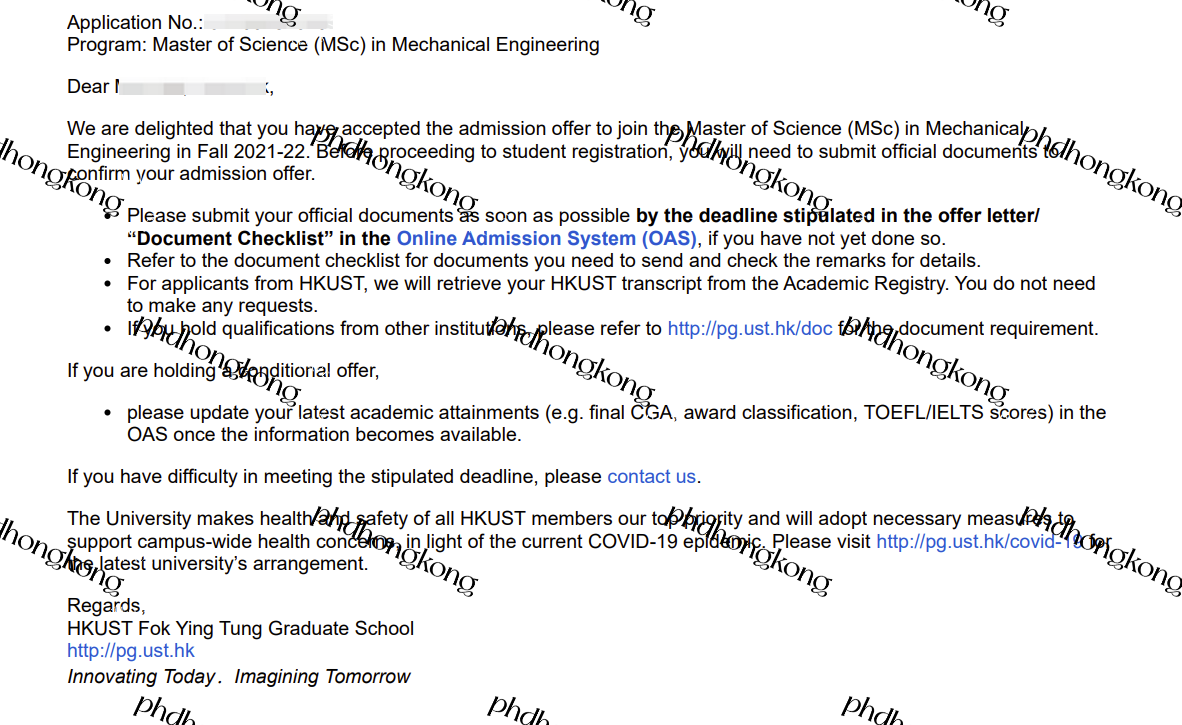 Application No.:
Program: Master of Science (MSc) in Mechanical Engineering
Dear
We are delighted that you have accepted the admission offer to join the Master of Science (MSc) in Mechanical
Engineering in Fall 2021-22. Before proceeding to student registration, you will need to submit official documents to
confirm your admission offer.
• Please submit your official documents as soon as possible by the deadline stipulated in the offer letter/
“Document Checklist” in the Online Admission System (OAS), if you have not yet done so.
• Refer to the document checklist for documents you need to send and check the remarks for details.
• For applicants from HKUST, we will retrieve your HKUST transcript from the Academic Registry. You do not need
to make any requests.
• If you hold qualifications from other institutions, please refer to http://pg.ust.hk/doc for the document requirement.
If you are holding a conditional offer,
• please update your latest academic attainments (e.g. final CGA, award classification, TOEFL/IELTS scores) in the
OAS once the information becomes available.
If you have difficulty in meeting the stipulated deadline, please contact us.
The University makes health and safety of all HKUST members our top priority and will adopt necessary measures to
support campus-wide health concerns, in light of the current COVID-19 epidemic. Please visit http://pg.ust.hk/covid-19 for
the latest university’s arrangement.
Regards,
HKUST Fok Ying Tung Graduate School
http://pg.ust.hk
Innovating Today. Imagining Tomorrow
phdhongkong
phdhongkong
phdhongkong
phdhongkong
phdhongkong
phdhongkong
phdhongkong
phdhongkong
phdhongkong